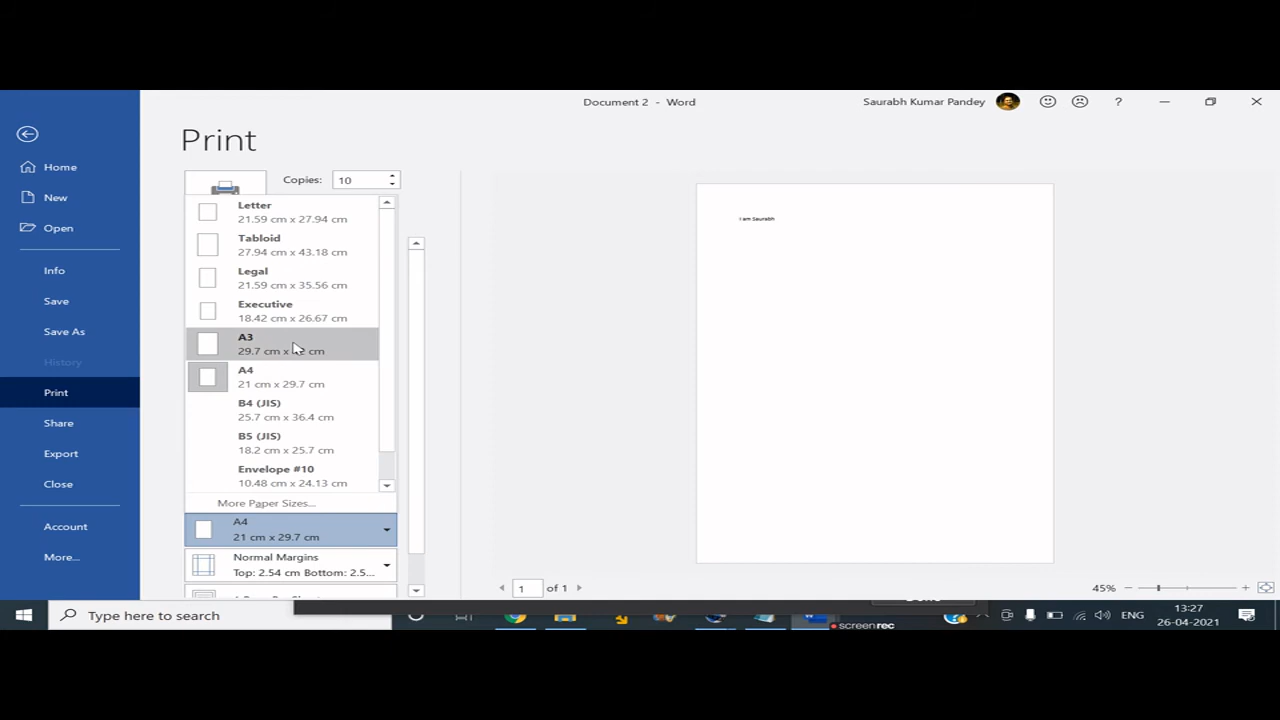 Document 2 - Word
Saurabh Kumar Pandey
?
Print
Home
New
Open
Info
Save
Save As
History
Print
Share
Export
Close
Account
More...
Copies: 10
Letter
21.59 cm x 27.94 cm
Tabloid
27.94 cm x 43.18 cm
Legal
21.59 cm x 35.56 cm
Executive
18.42 cm x 26.67 cm
A3
29.7 cm x cm
A4
21 cm x 29.7 cm
B4 (JIS)
25.7 cm x 36.4 cm
B5 (JIS)
18.2 cm x 25.7 cm
Envelope #10
10.48 cm x 24.13 cm
More Paper Sizes...
A4
21 cm x 29.7 cm
Normal Margins
Top: 2.54 cm Bottom: 2.5...
I am Saurabh
1 of 1
45%
Type here to search
screenrec
ENG
13:27
26-04-2021